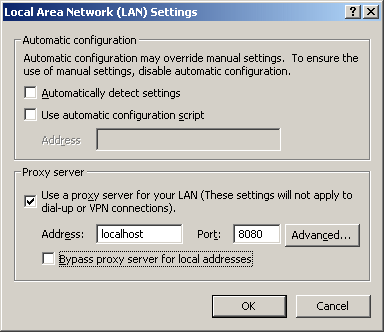 Local Area Network (LAN) Settings
Automatic configuration
Automatic configuration may override manual settings. To ensure the
use of manual settings, disable automatic configuration.
Automatically detect settings
Use automatic configuration script
Address
Proxy server
Use a proxy server for your LAN (These settings will not apply to
dial-up or VPN connections).
Address: localhost Port: 8080 Advanced...
Bypass proxy server for local addresses
OK Cancel